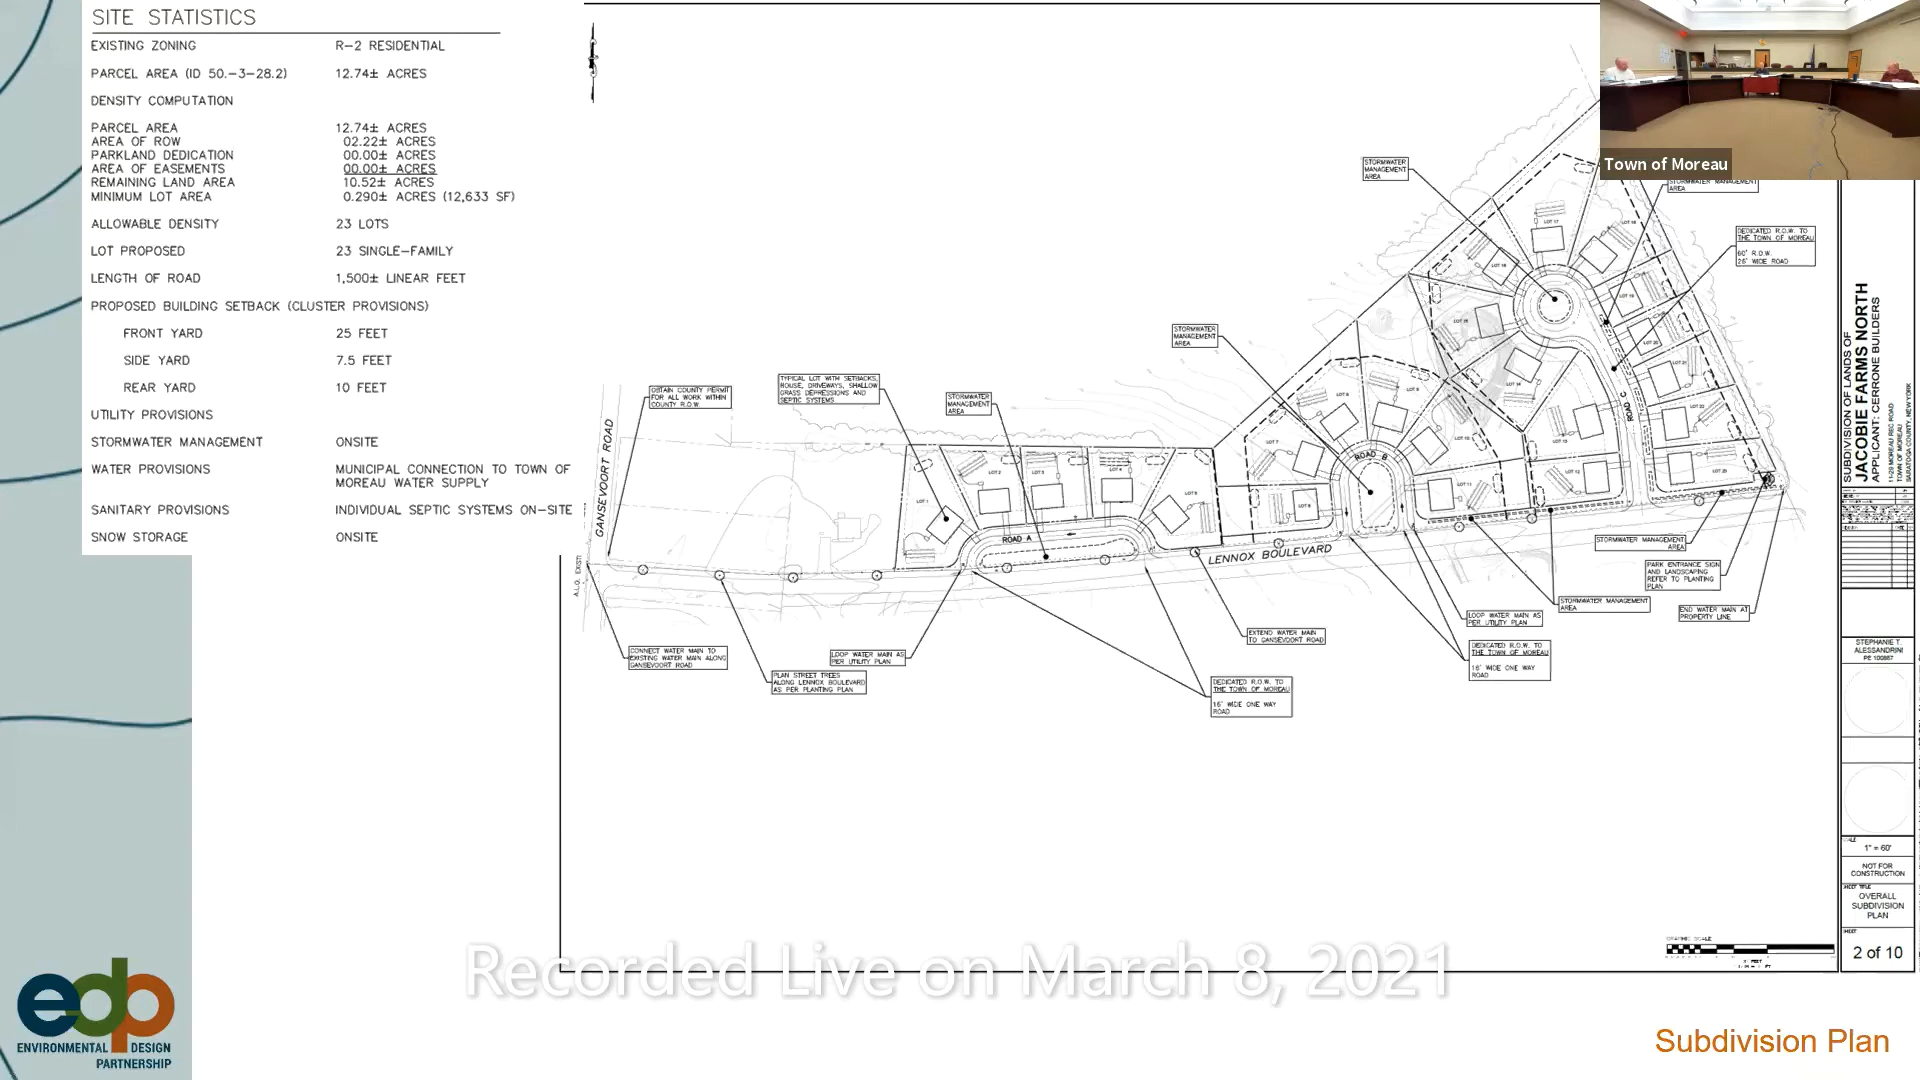 SITE STATISTICS
EXISTING ZONING R-2 RESIDENTIAL
PARCEL AREA (ID 50.-3-28.2) 12.74± ACRES
DENSITY COMPUTATION
PARCEL AREA 12.74± ACRES
AREA OF ROW 02.22± ACRES
PARKLAND DEDICATION 00.00± ACRES
AREA OF EASEMENTS 00.00± ACRES
REMAINING LAND AREA 10.52± ACRES
MINIMUM LOT AREA 0.290± ACRES (12,633 SF)
ALLOWABLE DENSITY 23 LOTS
LOT PROPOSED 23 SINGLE-FAMILY
LENGTH OF ROAD 1,500± LINEAR FEET
PROPOSED BUILDING SETBACK (CLUSTER PROVISIONS)
FRONT YARD 25 FEET
SIDE YARD 7.5 FEET
REAR YARD 10 FEET
UTILITY PROVISIONS
STORMWATER MANAGEMENT ONSITE
WATER PROVISIONS MUNICIPAL CONNECTION TO TOWN OF
MOREAU WATER SUPPLY
SANITARY PROVISIONS INDIVIDUAL SEPTIC SYSTEMS ON-SITE
SNOW STORAGE ONSITE
Town of Moreau
STORMWATER
MANAGEMENT
AREA
STORMWATER MANAGEMENT
AREA
DEDICATED R.O.W. TO
THE TOWN OF MOREAU
60' R.O.W.
26' WIDE ROAD
STORMWATER
MANAGEMENT
AREA
OBTAIN COUNTY PERMIT
FOR ALL WORK WITHIN
COUNTY R.O.W.
TYPICAL LOT WITH SETBACKS,
HOUSE, DRIVEWAYS, SHALLOW
GRASS DEPRESSIONS AND
SEPTIC SYSTEMS
STORMWATER
MANAGEMENT
AREA
GANSEVOORT ROAD
ROAD A
ROAD B
ROAD C
LENNOX BOULEVARD
STORMWATER MANAGEMENT
AREA
PARK ENTRANCE SIGN
AND LANDSCAPING
REFER TO PLANTING
PLAN
STORMWATER MANAGEMENT
AREA
END WATER MAIN AT
PROPERTY LINE
LOOP WATER MAIN AS
PER UTILITY PLAN
EXTEND WATER MAIN
TO GANSEVOORT ROAD
DEDICATED R.O.W. TO
THE TOWN OF MOREAU
16' WIDE ONE WAY
ROAD
CONNECT WATER MAIN TO
EXISTING WATER MAIN ALONG
GANSEVOORT ROAD
LOOP WATER MAIN AS
PER UTILITY PLAN
PLAN STREET TREES
ALONG LENNOX BOULEVARD
AS PER PLANTING PLAN
DEDICATED R.O.W. TO
THE TOWN OF MOREAU
16' WIDE ONE WAY
ROAD
SUBDIVISION OF LANDS OF
JACOBIE FARMS NORTH
APPLICANT: CERRONE BUILDERS
TOWN OF MOREAU
SARATOGA COUNTY, NEW YORK
STEPHANIE T.
ALESSANDRINI
1" = 60'
NOT FOR
CONSTRUCTION
OVERALL
SUBDIVISION
PLAN
2 of 10
Recorded Live on March 8, 2021
edp
ENVIRONMENTAL DESIGN
PARTNERSHIP
Subdivision Plan